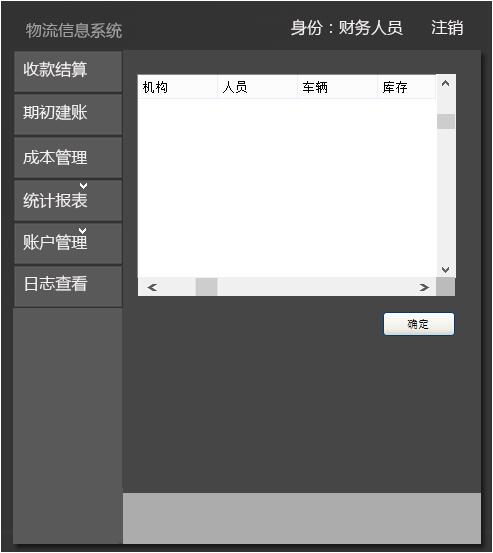 物流信息系统 身份：财务人员 注销
收款结算
期初建账
成本管理
统计报表
账户管理
日志查看
机构 人员 车辆 库存
确定